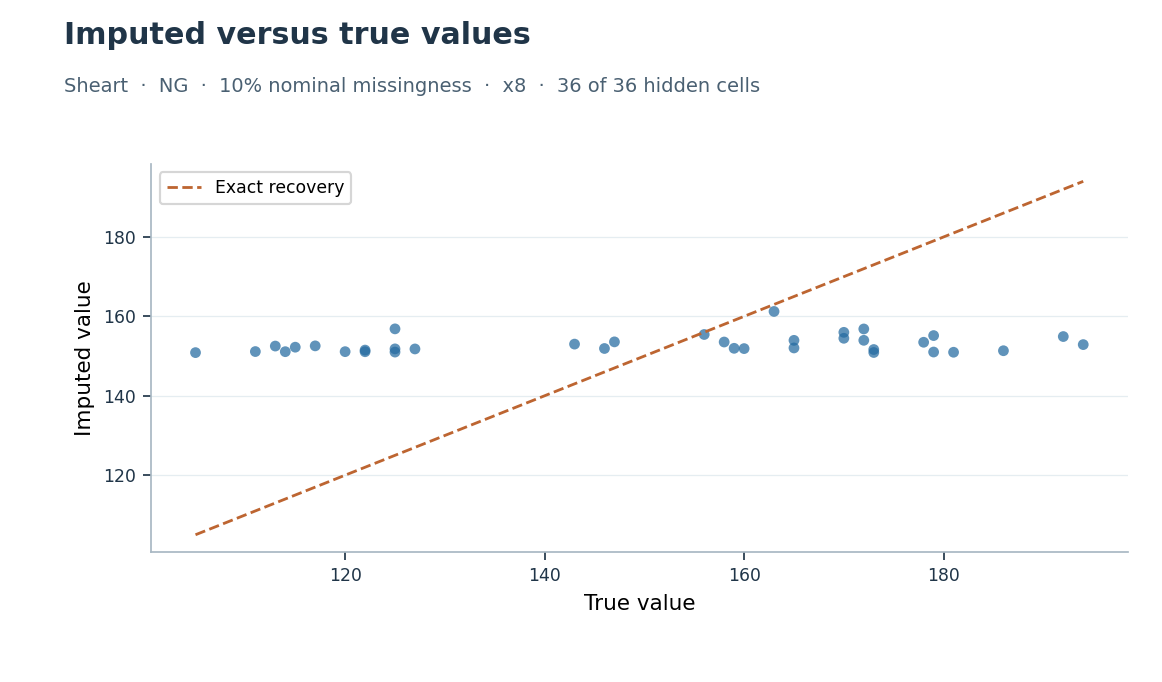 Imputed versus true values
Sheart · NG · 10% nominal missingness · x8 · 36 of 36 hidden cells
Exact recovery
180
160
140
120
Imputed value
120 140 160 180
True value